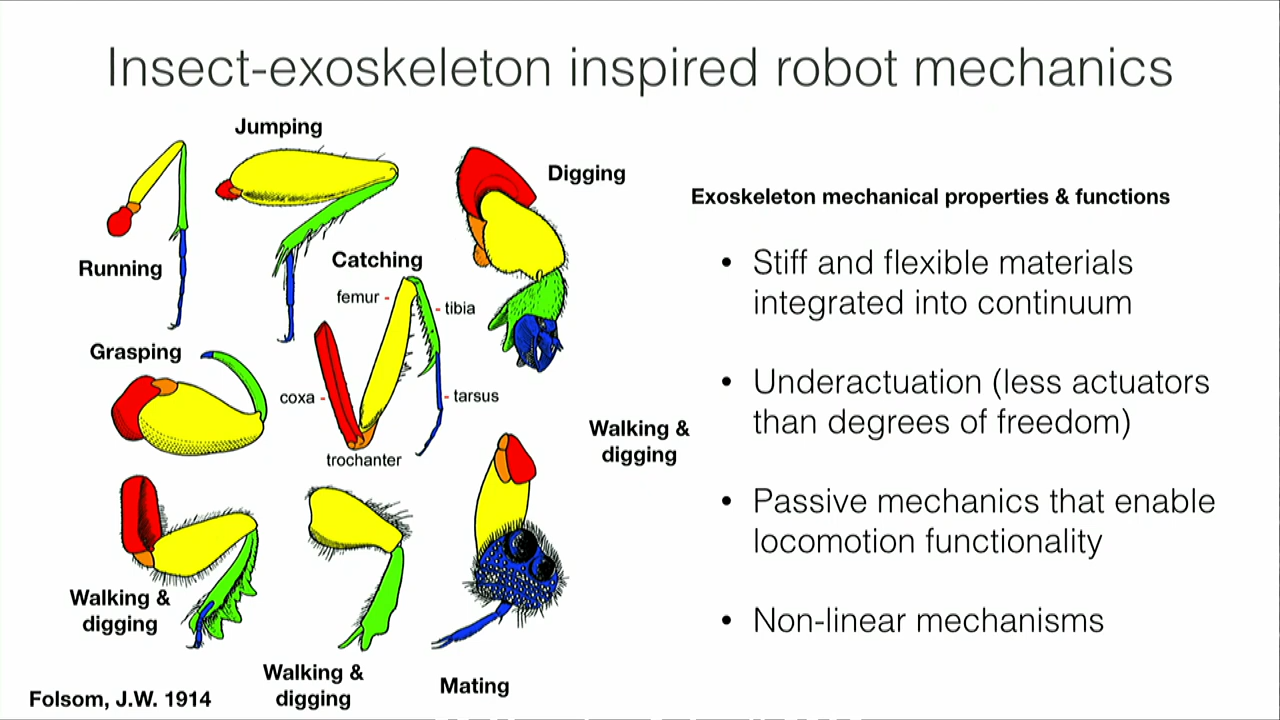 Insect-exoskeleton inspired robot mechanics
Jumping
Digging
Running
Catching
femur
tibia
Grasping
coxa
tarsus
trochanter
Walking &
digging
Walking &
digging
Walking &
digging
Mating
Folsom, J.W. 1914
Exoskeleton mechanical properties & functions
• Stiff and flexible materials
integrated into continuum
• Underactuation (less actuators
than degrees of freedom)
• Passive mechanics that enable
locomotion functionality
• Non-linear mechanisms